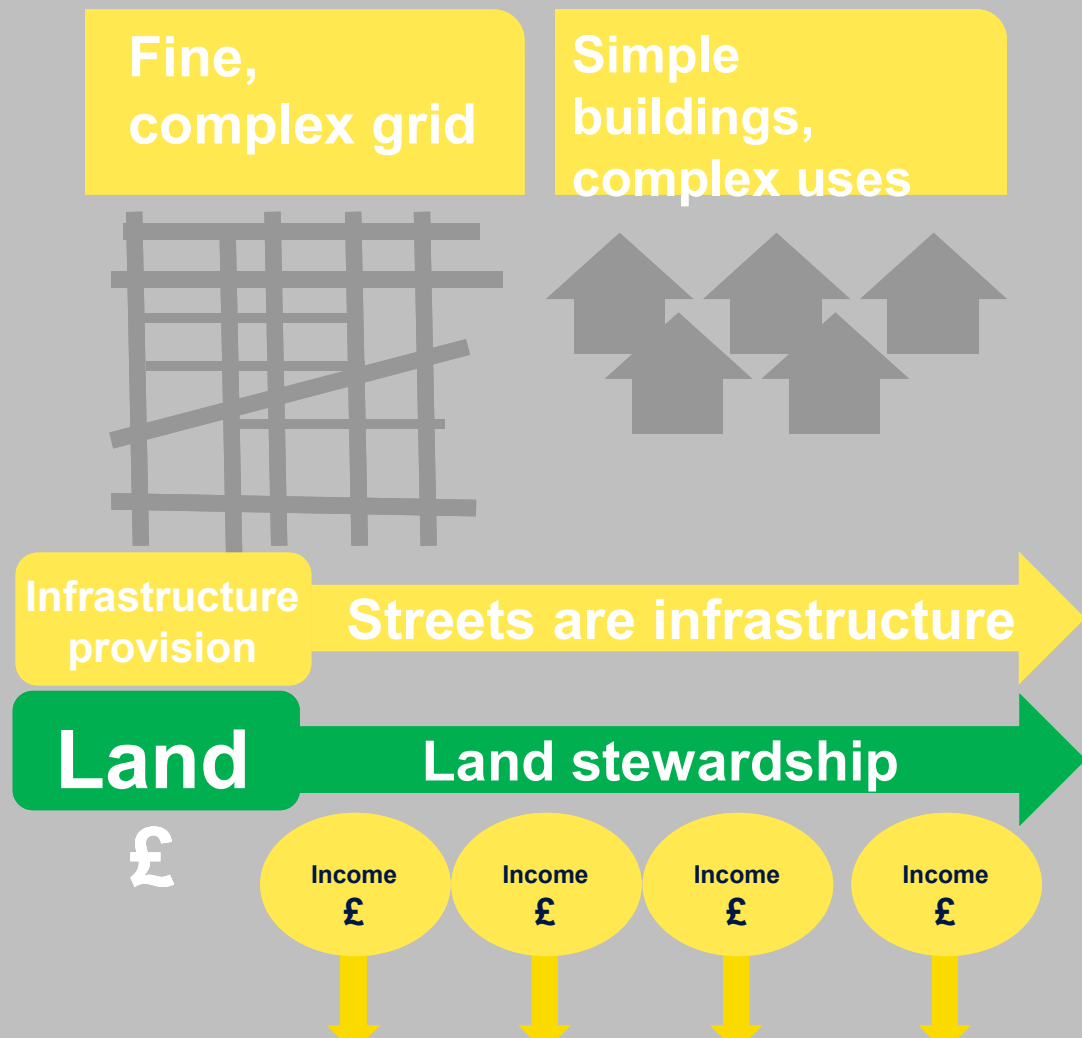 Fine,
complex grid
Simple
buildings,
complex uses
Infrastructure
provision
Streets are infrastructure
Land
Land stewardship
£
Income
£
Income
£
Income
£
Income
£